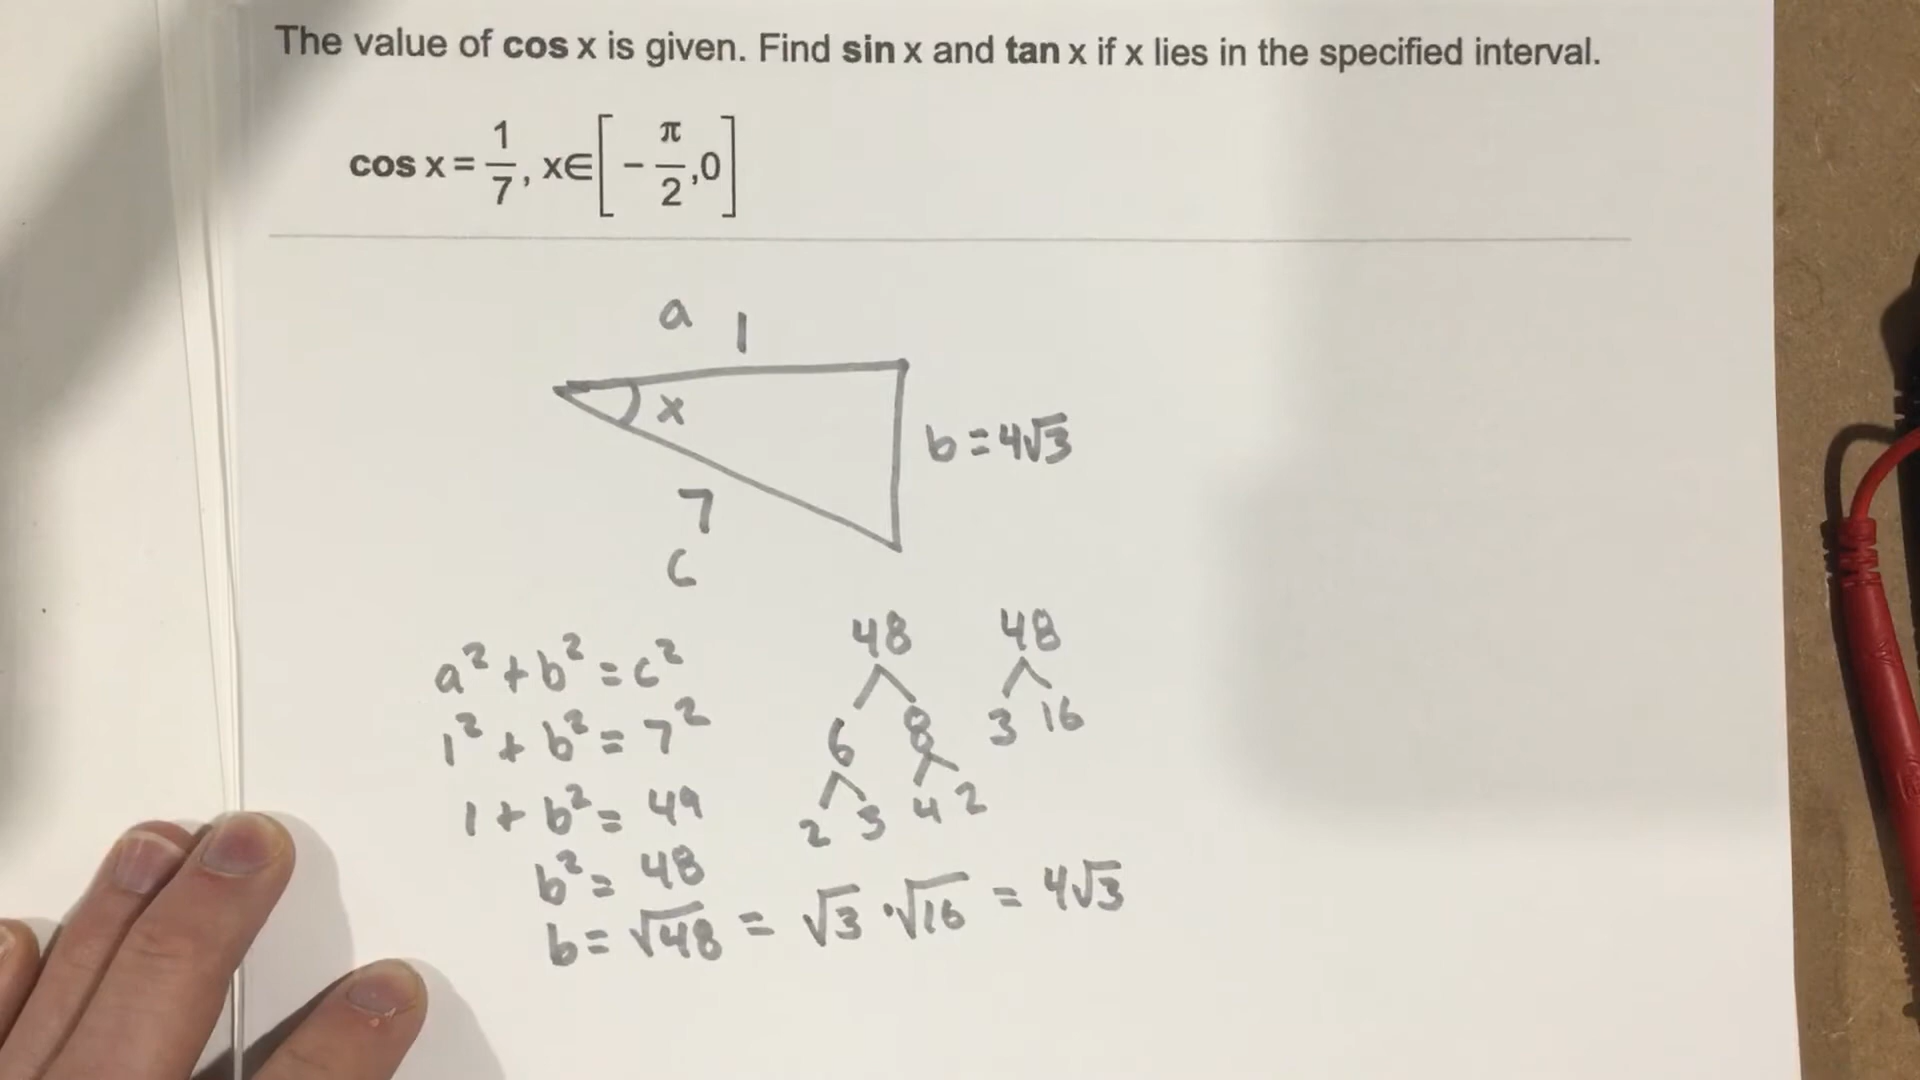 The value of cos x is given. Find sin x and tan x if x lies in the specified interval.
cos x = 1/7, x∈[-π/2,0]
a 1
x
b = 4√3
7
c
48 48
6 8 3 16
2 3 4 2
a² + b² = c²
1² + b² = 7²
1 + b² = 49
b² = 48
b = √48 = √3 · √16 = 4√3